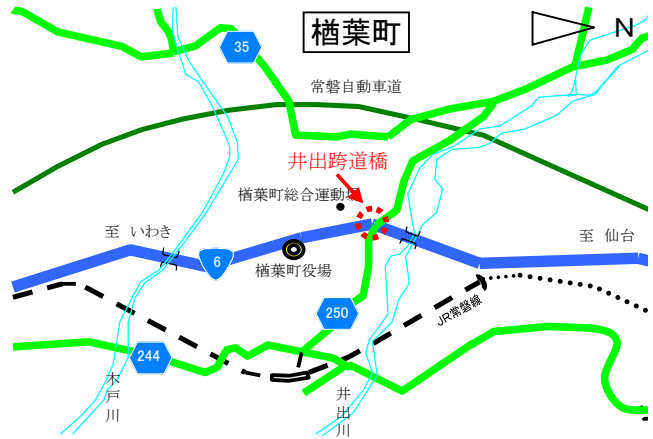 楢葉町
N
35
常磐自動車道
井出跨道橋
楢葉町総合運動場
至 いわき
至 仙台
6
楢葉町役場
250
JR常磐線
244
木戸川
井出川